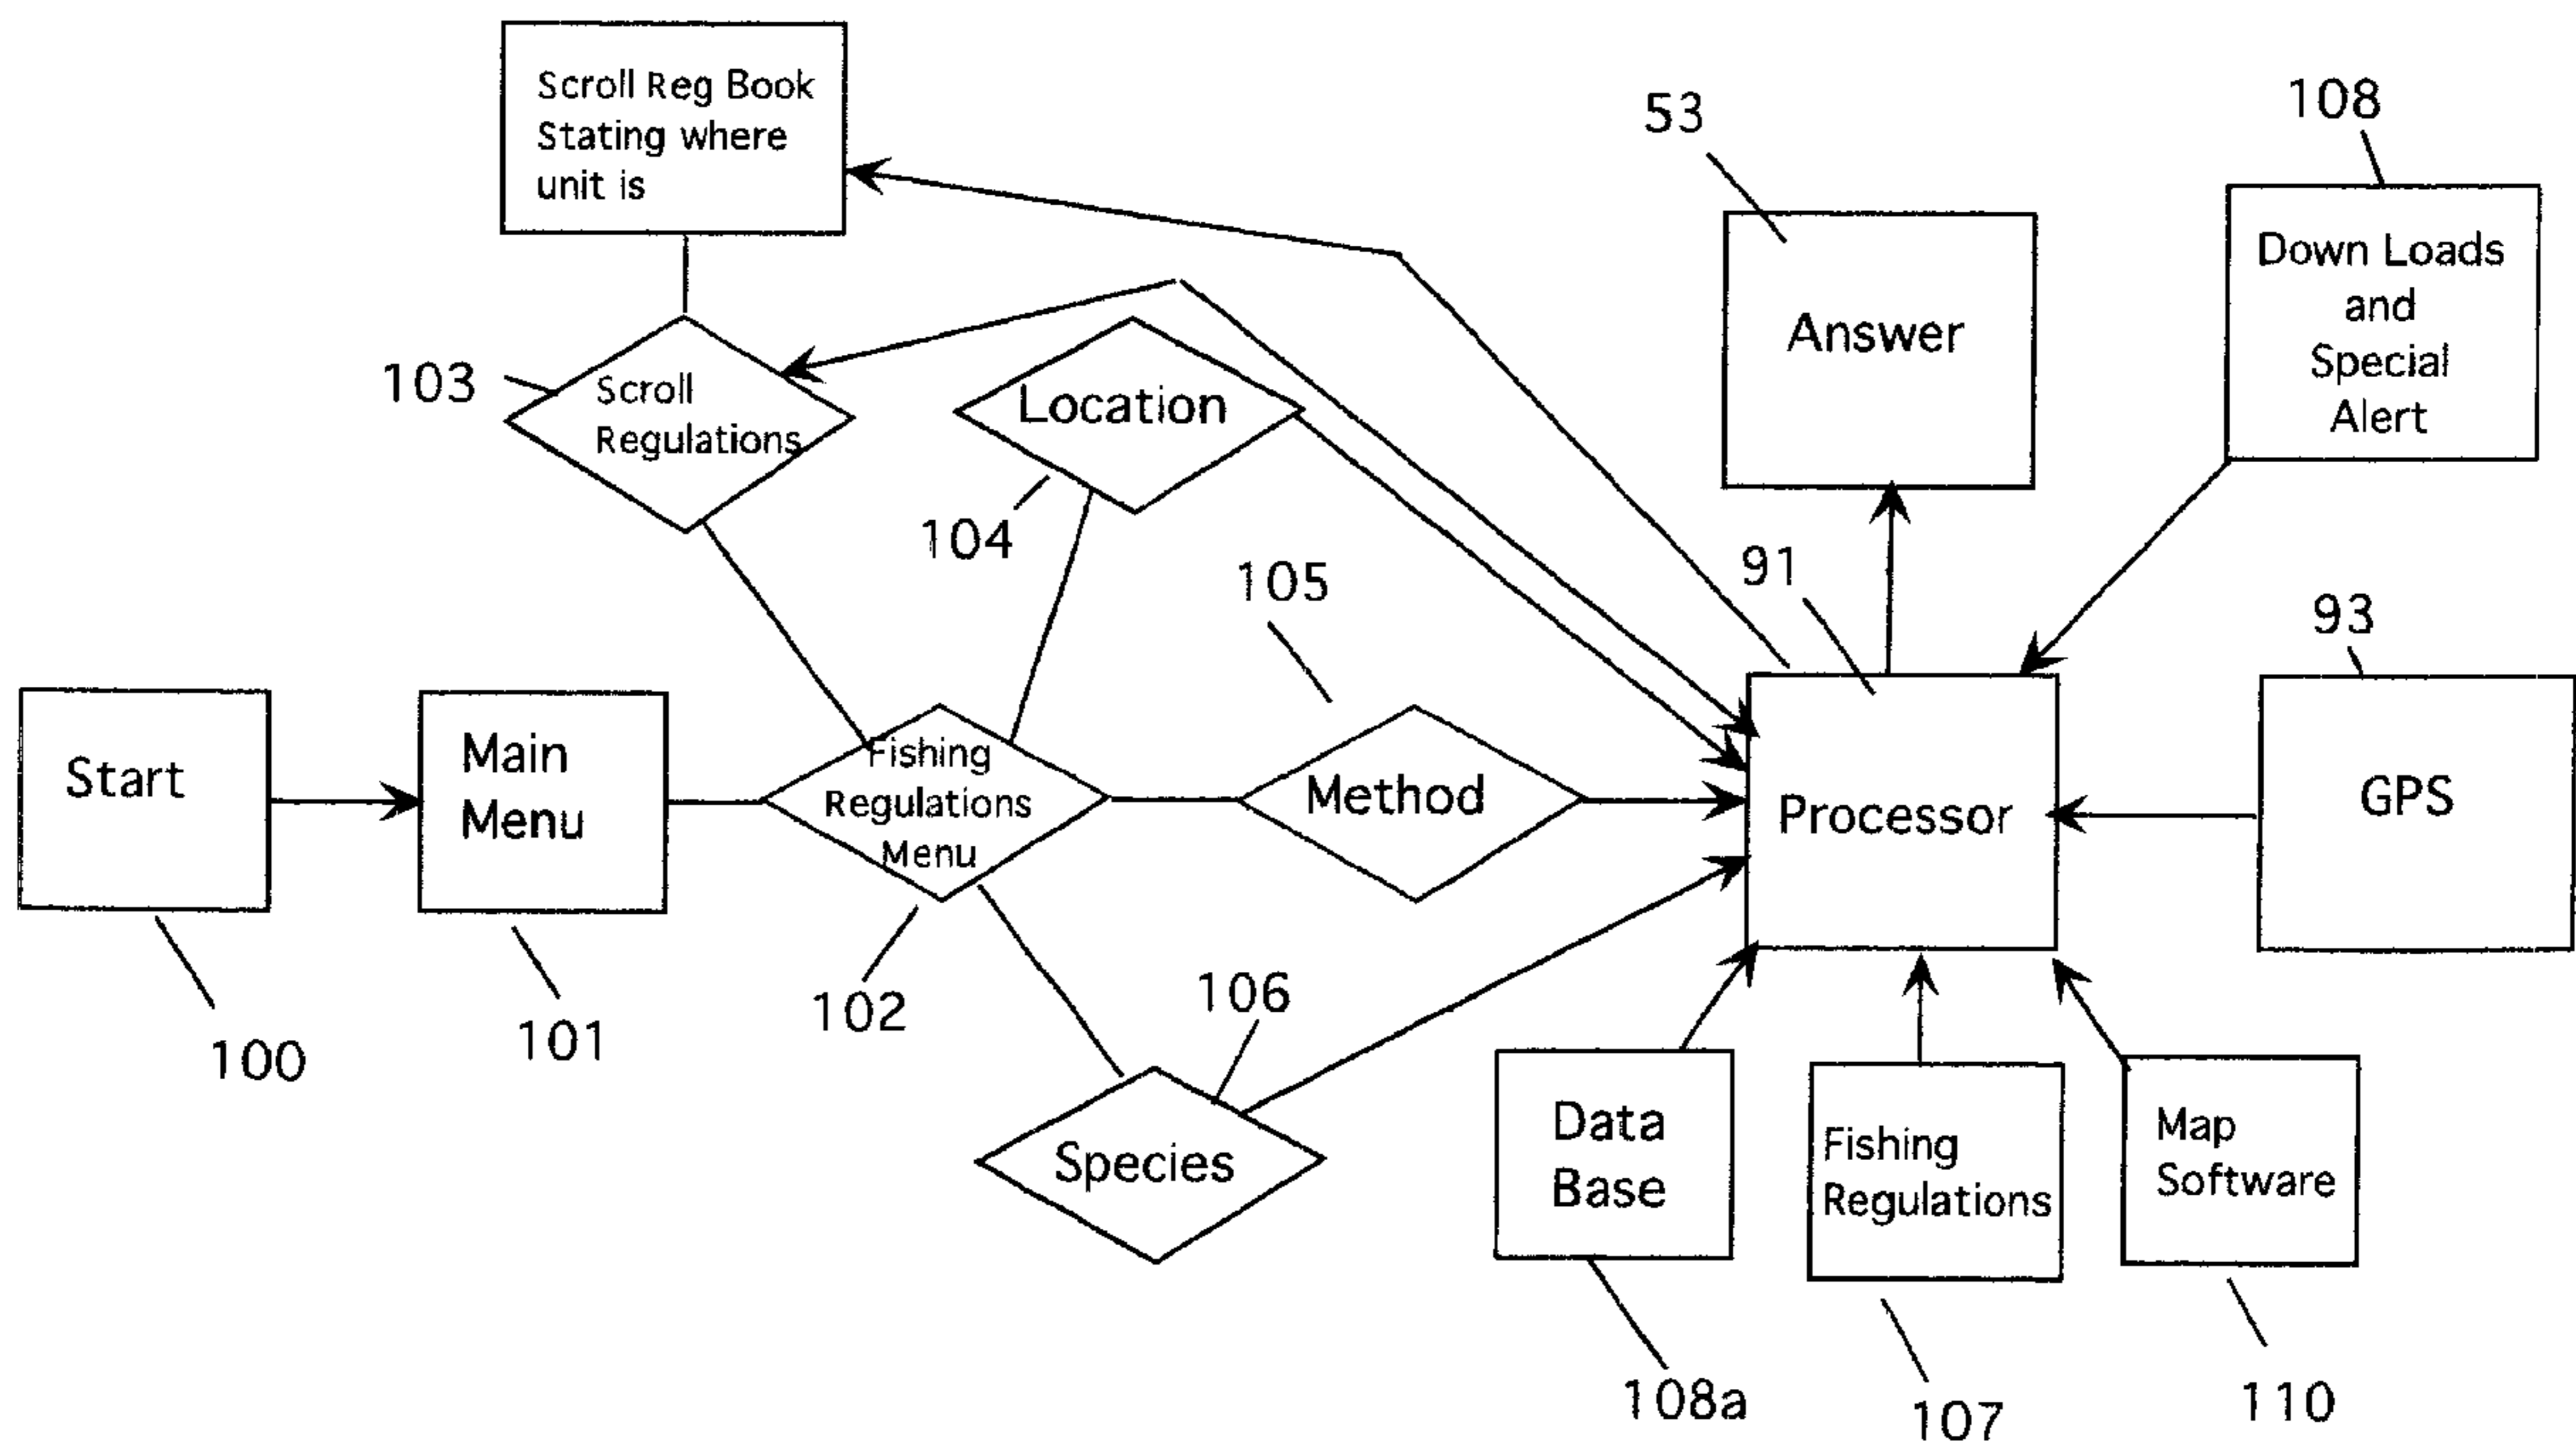 Scroll Reg Book
Stating where
unit is
53
108
Answer
Down Loads
and
Special
Alert
103
Scroll
Regulations
Location
104
105
91
93
Start
Main
Menu
Fishing
Regulations
Menu
Method
Processor
GPS
100
101
102
106
Species
Data
Base
Fishing
Regulations
Map
Software
108a
107
110